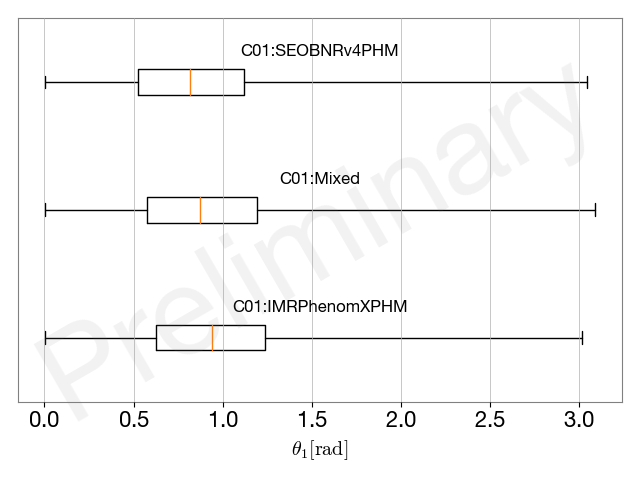 C01:SEOBNRv4PHM
C01:Mixed
C01:IMRPhenomXPHM
Preliminary
0.0 0.5 1.0 1.5 2.0 2.5 3.0
θ₁[rad]